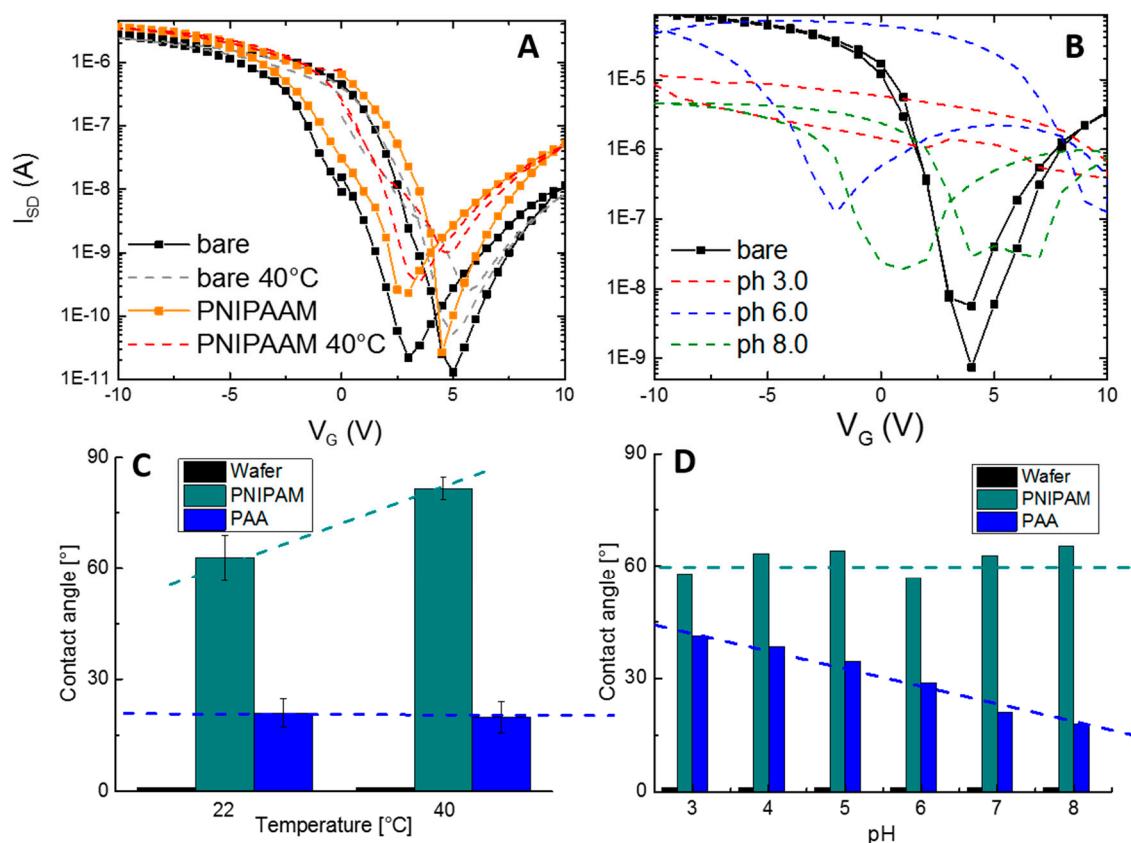 A
I_SD (A)
1E-6
1E-7
1E-8
1E-9
1E-10
1E-11
bare
bare 40°C
PNIPAAM
PNIPAAM 40°C
-10 -5 0 5 10
V_G (V)
B
1E-5
1E-6
1E-7
1E-8
1E-9
bare
ph 3.0
ph 6.0
ph 8.0
-10 -5 0 5 10
V_G (V)
C
Contact angle [°]
90
60
30
0
Wafer
PNIPAM
PAA
22 40
Temperature [°C]
D
Contact angle [°]
90
60
30
0
Wafer
PNIPAM
PAA
3 4 5 6 7 8
pH